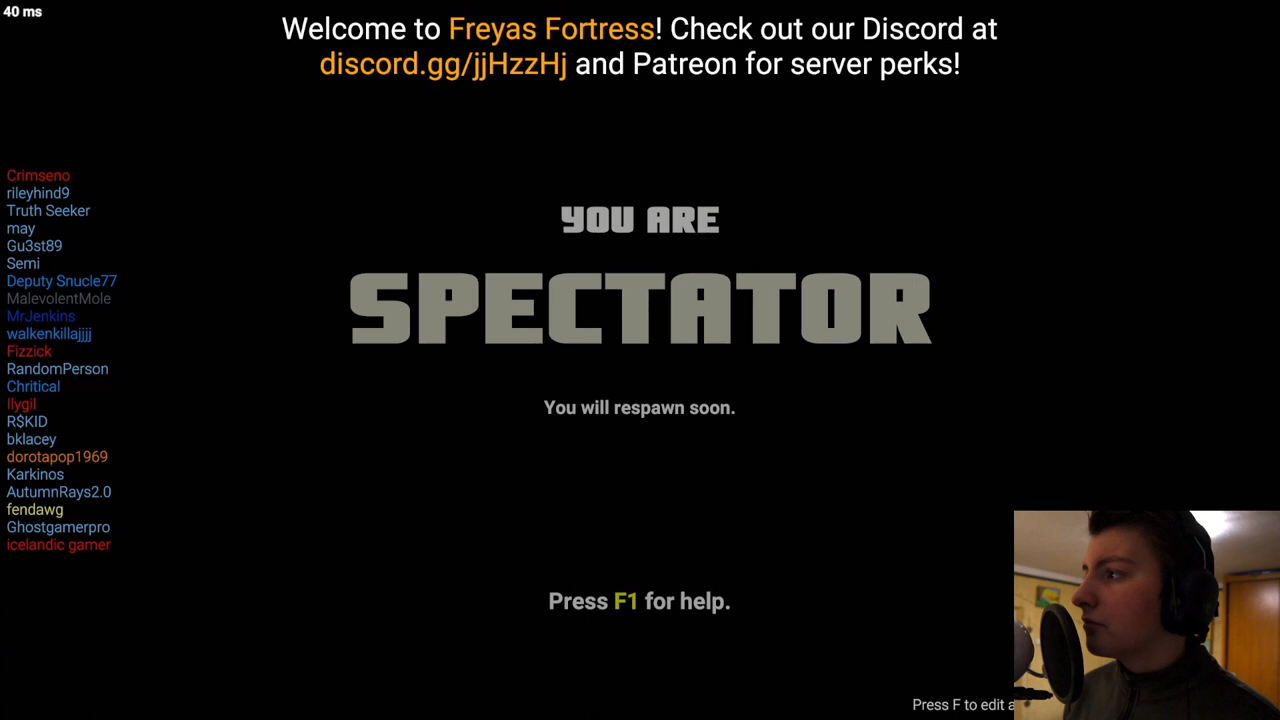 40 ms
Welcome to Freyas Fortress! Check out our Discord at
discord.gg/jjHzzHj and Patreon for server perks!
Crimseno
rileyhind9
Truth Seeker
may
Gu3st89
Semi
Deputy Snucle77
MalevolentMole
MrJenkins
walkenkillajjjj
Fizzick
RandomPerson
Chritical
Ilygil
R$KID
bklacey
dorotapop1969
Karkinos
AutumnRays2.0
fendawg
Ghostgamerpro
icelandic gamer
YOU ARE
SPECTATOR
You will respawn soon.
Press F1 for help.
Press F to edit a